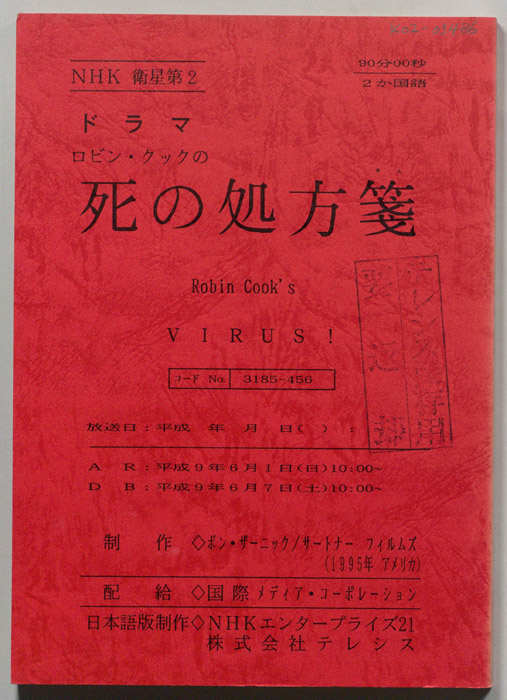 NHK 衛星第2
90分00秒
2か国語
ドラマ
ロビン・クックの
死の処方箋
Robin Cook's
VIRUS!
コード No. 3185-456
放送日:平成 年 月 日( ) :
A R:平成9年6月1日(日)10:00~
D B:平成9年6月7日(土)10:00~
制 作 ◇ボン・ザーニック/サートナー フィルムズ
(1995年 アメリカ)
配 給 ◇国際メディア・コーポレーション
日本語版制作◇NHKエンタープライズ21
株式会社テレシス